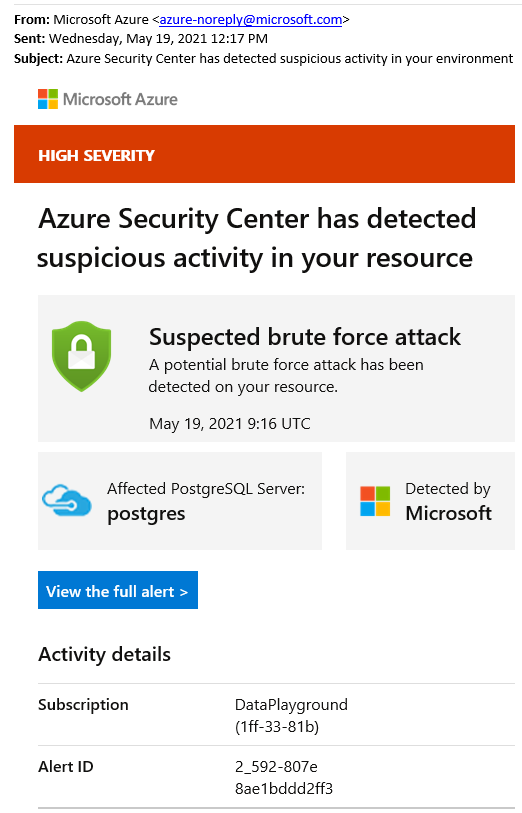 From: Microsoft Azure <azure-noreply@microsoft.com>
Sent: Wednesday, May 19, 2021 12:17 PM
Subject: Azure Security Center has detected suspicious activity in your environment
Microsoft Azure
HIGH SEVERITY
Azure Security Center has detected
suspicious activity in your resource
Suspected brute force attack
A potential brute force attack has been
detected on your resource.
May 19, 2021 9:16 UTC
Affected PostgreSQL Server:
postgres
Detected by
Microsoft
View the full alert >
Activity details
Subscription
DataPlayground
(1ff-33-81b)
Alert ID
2_592-807e
8ae1bddd2ff3